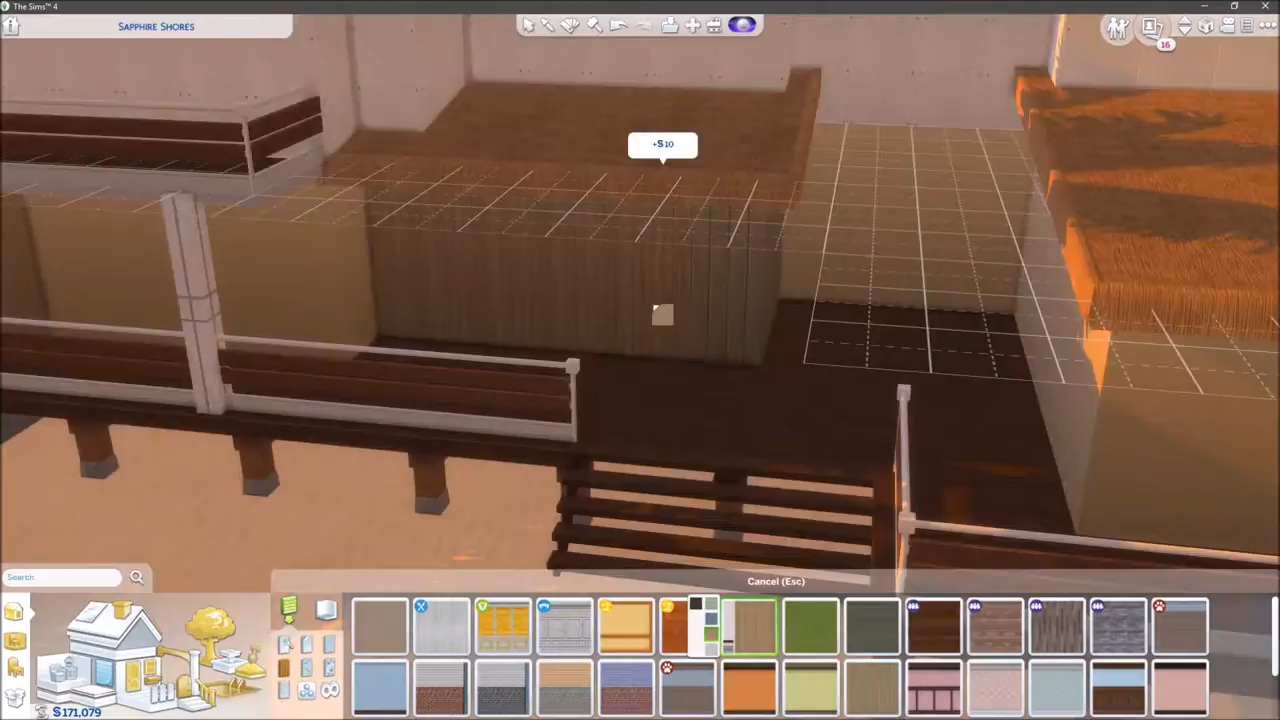 The Sims™ 4
SAPPHIRE SHORES
16
+§10
Cancel (Esc)
Search
§171,079